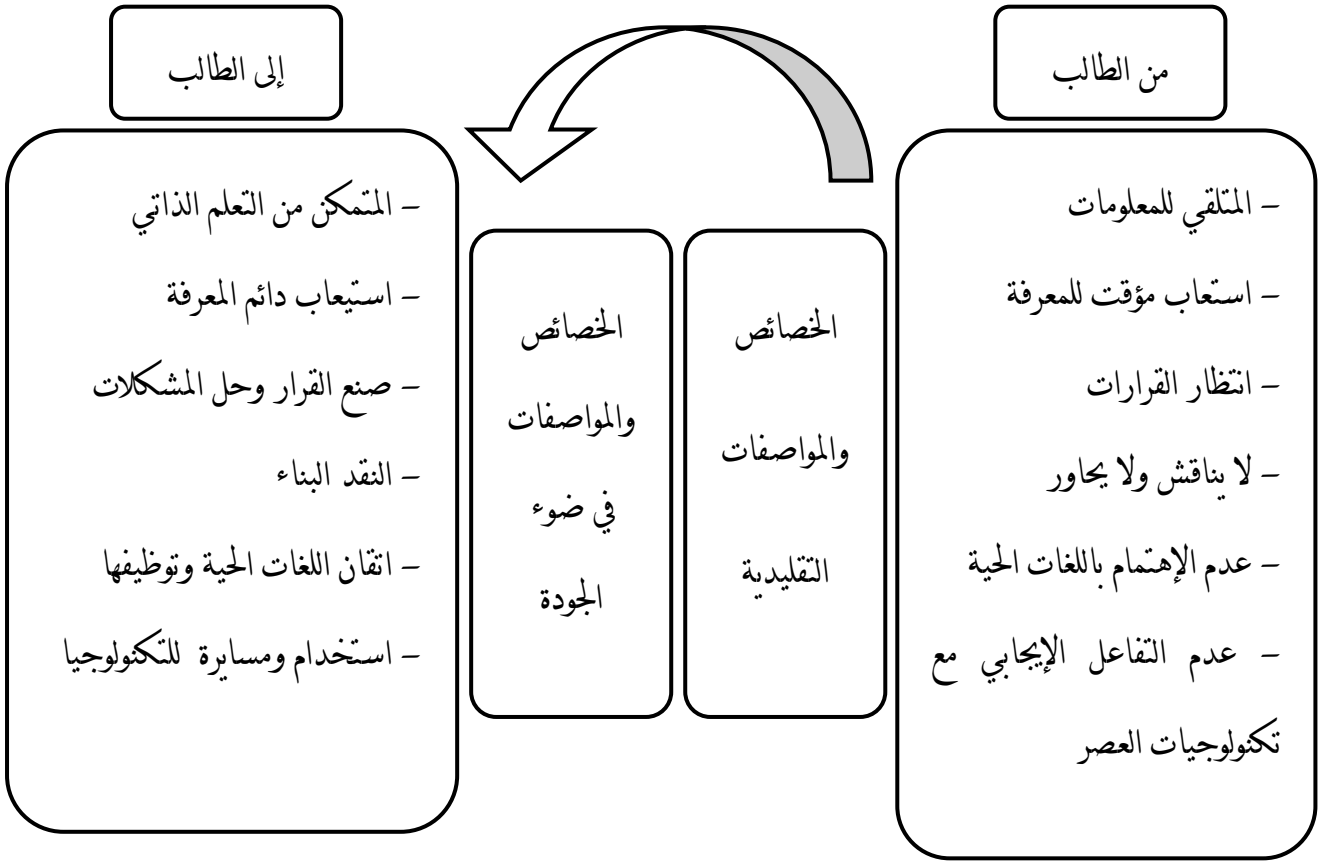 من الطالب
إلى الطالب
– المتلقي للمعلومات
– استعاب مؤقت للمعرفة
– انتظار القرارات
– لا يناقش ولا يحاور
– عدم الإهتمام باللغات الحية
– عدم التفاعل الإيجابي مع
تكنولوجيات العصر
الخصائص
والمواصفات
التقليدية
الخصائص
والمواصفات
في ضوء
الجودة
– المتمكن من التعلم الذاتي
– استيعاب دائم المعرفة
– صنع القرار وحل المشكلات
– النقد البناء
– اتقان اللغات الحية وتوظيفها
– استخدام ومسايرة للتكنولوجيا